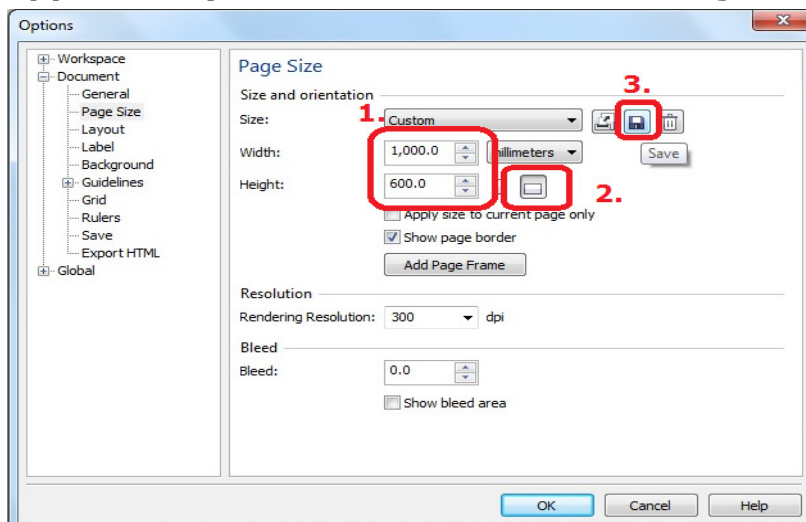 Options
Workspace
Document
General
Page Size
Layout
Label
Background
Guidelines
Grid
Rulers
Save
Export HTML
Global
Page Size
Size and orientation
3.
Size: 1. Custom
Width: 1,000.0 millimeters Save
Height: 600.0 2.
Apply size to current page only
Show page border
Add Page Frame
Resolution
Rendering Resolution: 300 dpi
Bleed
Bleed: 0.0
Show bleed area
OK Cancel Help